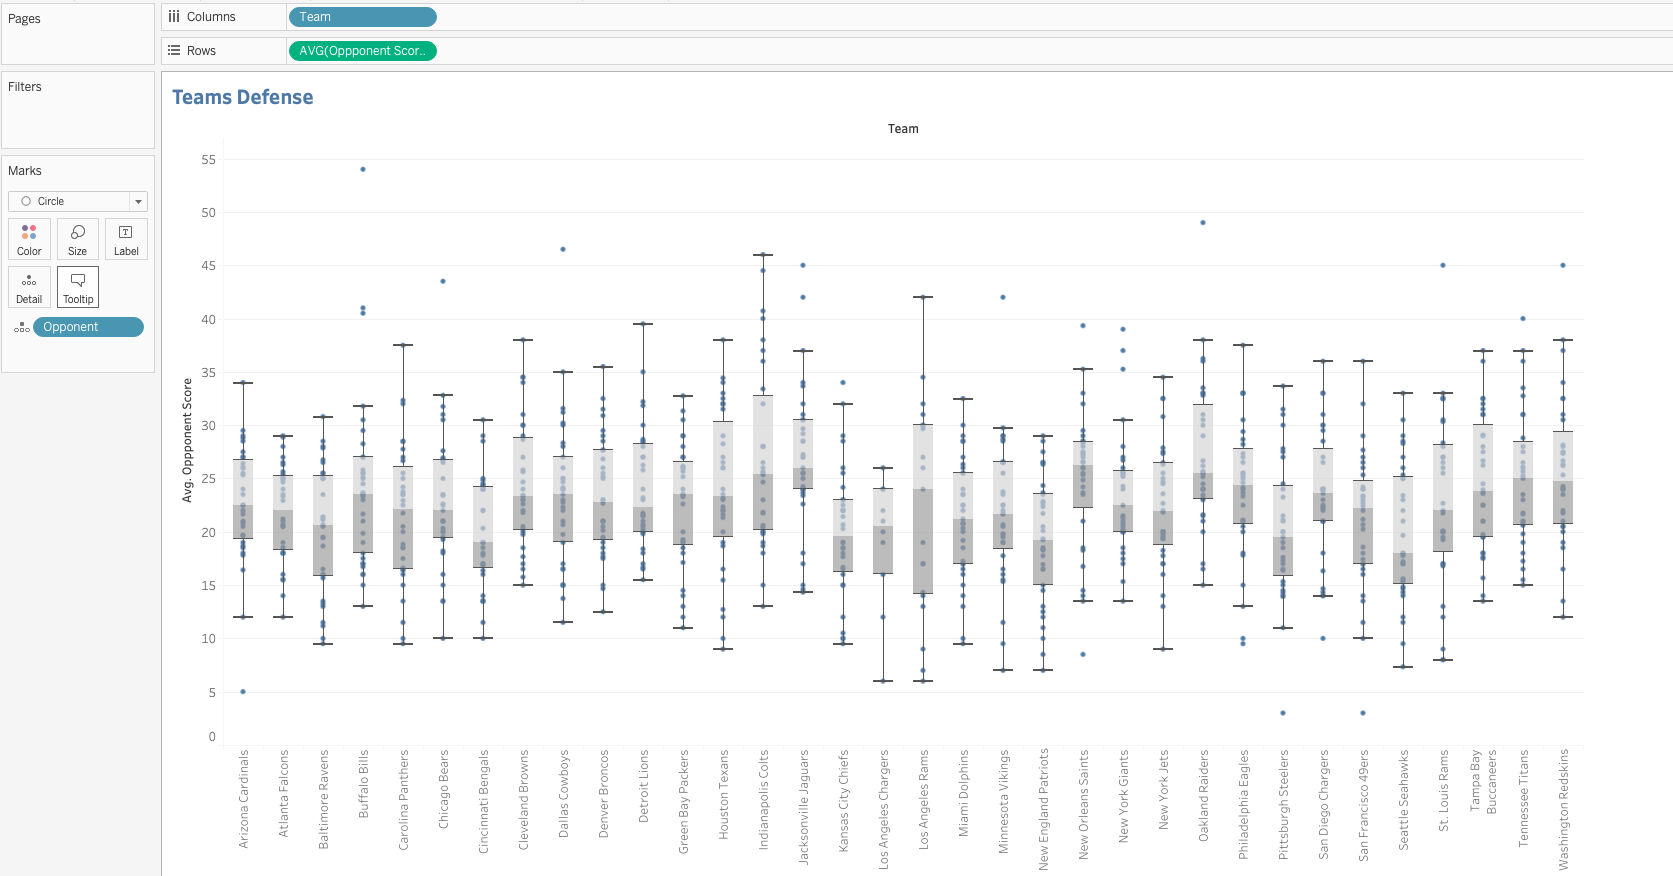 Pages
Columns
Team
Rows
AVG(Oppponent Scor..
Filters
Teams Defense
Team
Marks
Circle
Color
Size
Label
Detail
Tooltip
Opponent
Avg. Oppponent Score
55
50
45
40
35
30
25
20
15
10
5
0
Arizona Cardinals
Atlanta Falcons
Baltimore Ravens
Buffalo Bills
Carolina Panthers
Chicago Bears
Cincinnati Bengals
Cleveland Browns
Dallas Cowboys
Denver Broncos
Detroit Lions
Green Bay Packers
Houston Texans
Indianapolis Colts
Jacksonville Jaguars
Kansas City Chiefs
Los Angeles Chargers
Los Angeles Rams
Miami Dolphins
Minnesota Vikings
New England Patriots
New Orleans Saints
New York Giants
New York Jets
Oakland Raiders
Philadelphia Eagles
Pittsburgh Steelers
San Diego Chargers
San Francisco 49ers
Seattle Seahawks
St. Louis Rams
Tampa Bay
Buccaneers
Tennessee Titans
Washington Redskins